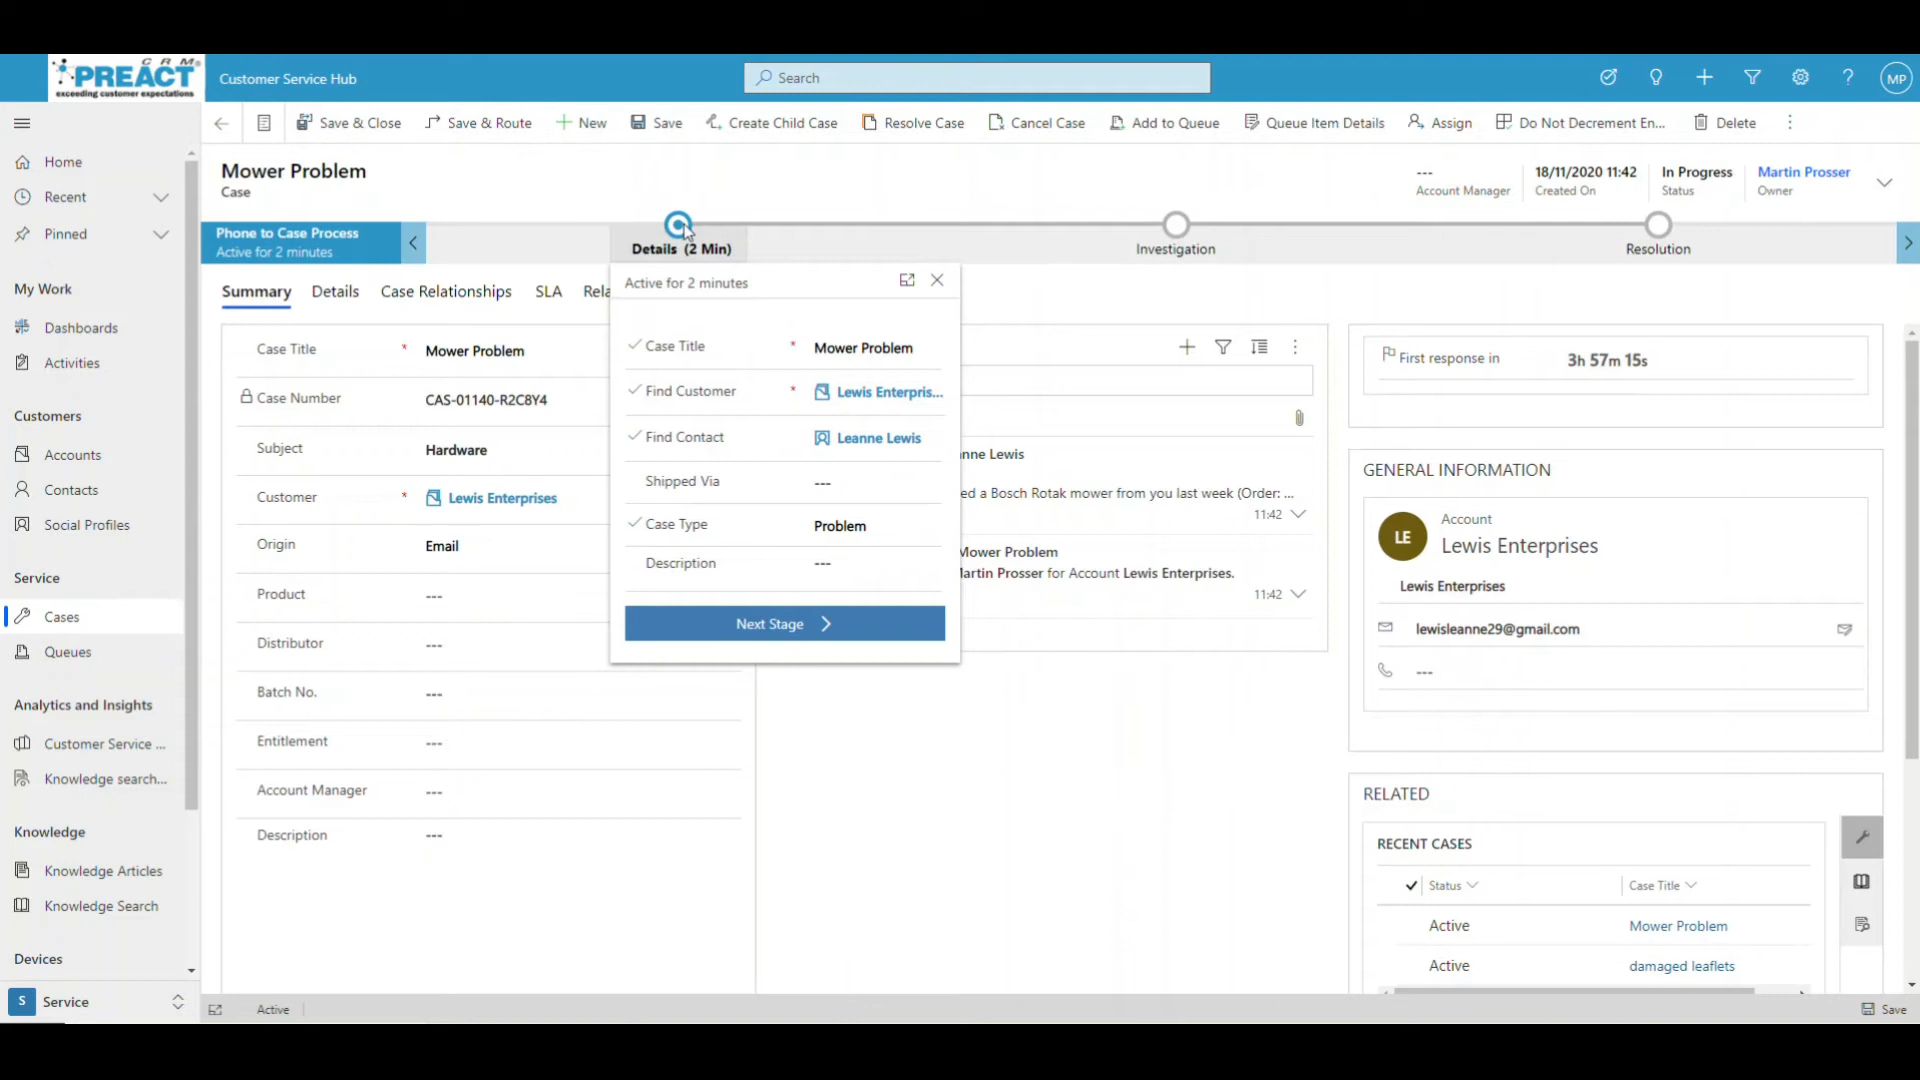 CRM
PREACT
exceeding customer expectations
Customer Service Hub
Search
MP
Save & Close
Save & Route
New
Save
Create Child Case
Resolve Case
Cancel Case
Add to Queue
Queue Item Details
Assign
Do Not Decrement En...
Delete
Home
Recent
Pinned
My Work
Dashboards
Activities
Customers
Accounts
Contacts
Social Profiles
Service
Cases
Queues
Analytics and Insights
Customer Service ...
Knowledge search...
Knowledge
Knowledge Articles
Knowledge Search
Devices
S Service
Mower Problem
Case
---
Account Manager
18/11/2020 11:42
Created On
In Progress
Status
Martin Prosser
Owner
Phone to Case Process
Active for 2 minutes
Details (2 Min)
Investigation
Resolution
Summary
Details
Case Relationships
SLA
Rela
Case Title * Mower Problem
Case Number CAS-01140-R2C8Y4
Subject Hardware
Customer * Lewis Enterprises
Origin Email
Product ---
Distributor ---
Batch No. ---
Entitlement ---
Account Manager ---
Description ---
Active for 2 minutes
Case Title * Mower Problem
Find Customer * Lewis Enterpris...
Find Contact Leanne Lewis
Shipped Via ---
Case Type Problem
Description ---
Next Stage
nne Lewis
ed a Bosch Rotak mower from you last week (Order: ...
11:42
Mower Problem
artin Prosser for Account Lewis Enterprises.
11:42
First response in 3h 57m 15s
GENERAL INFORMATION
LE
Account
Lewis Enterprises
Lewis Enterprises
lewisleanne29@gmail.com
---
RELATED
RECENT CASES
Status Case Title
Active Mower Problem
Active damaged leaflets
Active
Save